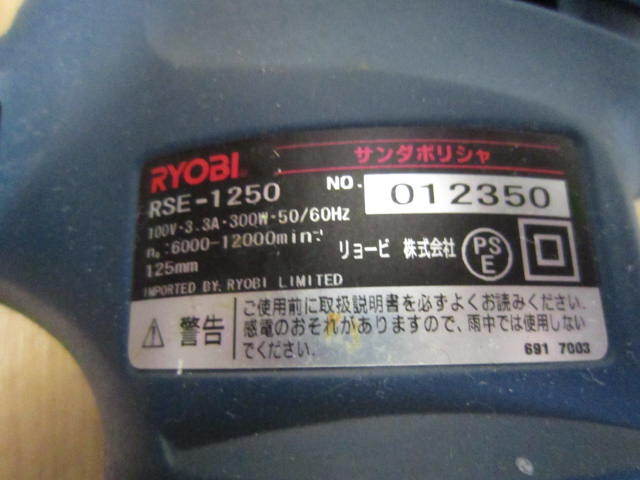 サンダポリシャ
RYOBI
RSE-1250
NO. 012350
100V-3.3A-300W-50/60Hz
n₀:6000-12000min⁻¹
125mm
リョービ 株式会社
PS
E
IMPORTED BY. RYOBI LIMITED
警告
ご使用前に取扱説明書を必ずよくお読みください。
感電のおそれがありますので、雨中では使用しない
でください。
691 7003